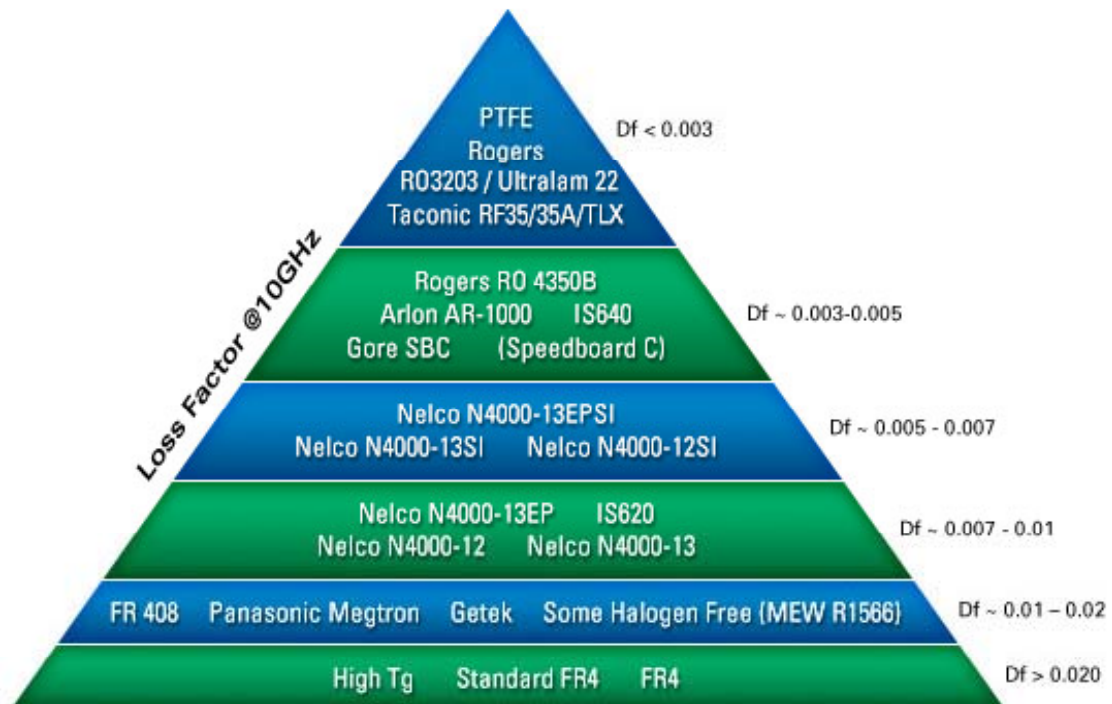 PTFE
Rogers
RO3203 / Ultralam 22
Taconic RF35/35A/TLX
Df < 0.003
Loss Factor @10GHz
Rogers RO 4350B
Arlon AR-1000 IS640
Gore SBC (Speedboard C)
Df ~ 0.003-0.005
Nelco N4000-13EPSI
Nelco N4000-13SI Nelco N4000-12SI
Df ~ 0.005 - 0.007
Nelco N4000-13EP IS620
Nelco N4000-12 Nelco N4000-13
Df ~ 0.007 - 0.01
FR 408 Panasonic Megtron Getek Some Halogen Free (MEW R1566)
Df ~ 0.01 – 0.02
High Tg Standard FR4 FR4
Df > 0.020